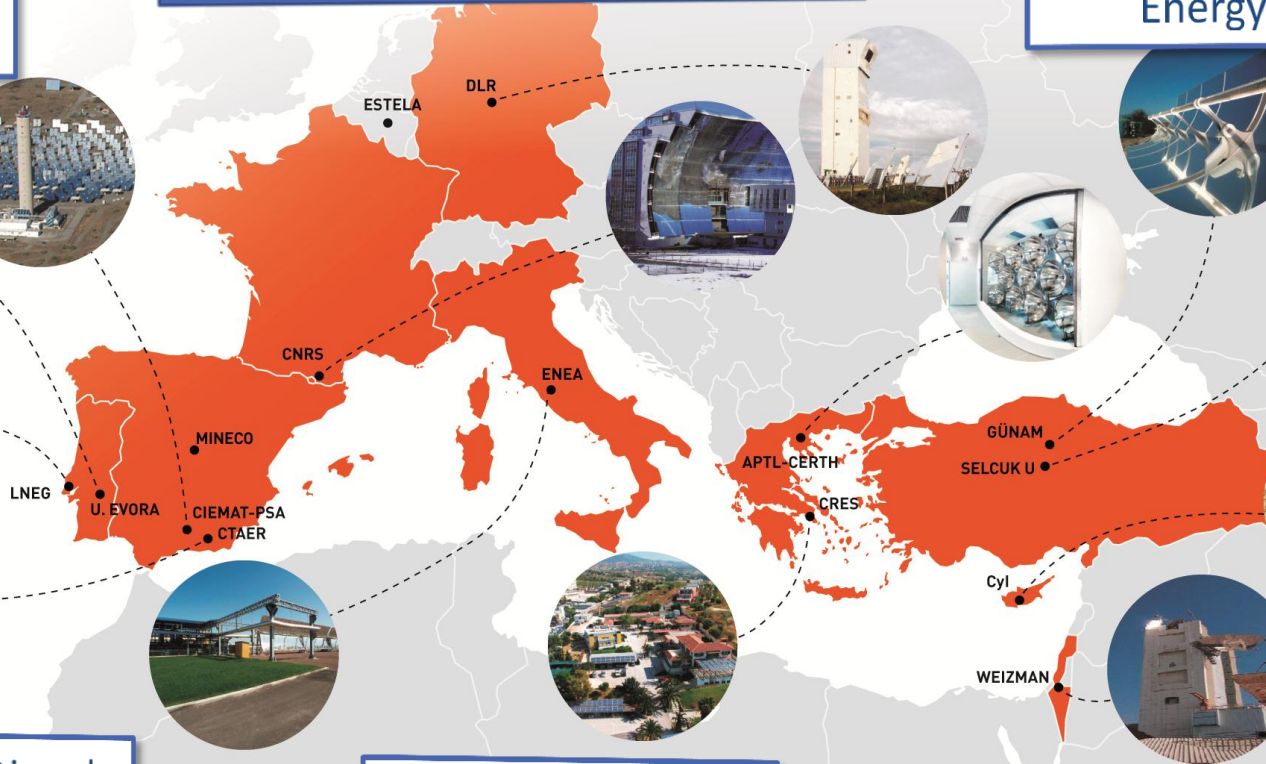 Energy
DLR
ESTELA
CNRS
ENEA
MINECO
GÜNAM
APTL-CERTH
SELCUK U
LNEG
U. EVORA
CIEMAT-PSA
CTAER
CRES
CyI
WEIZMAN